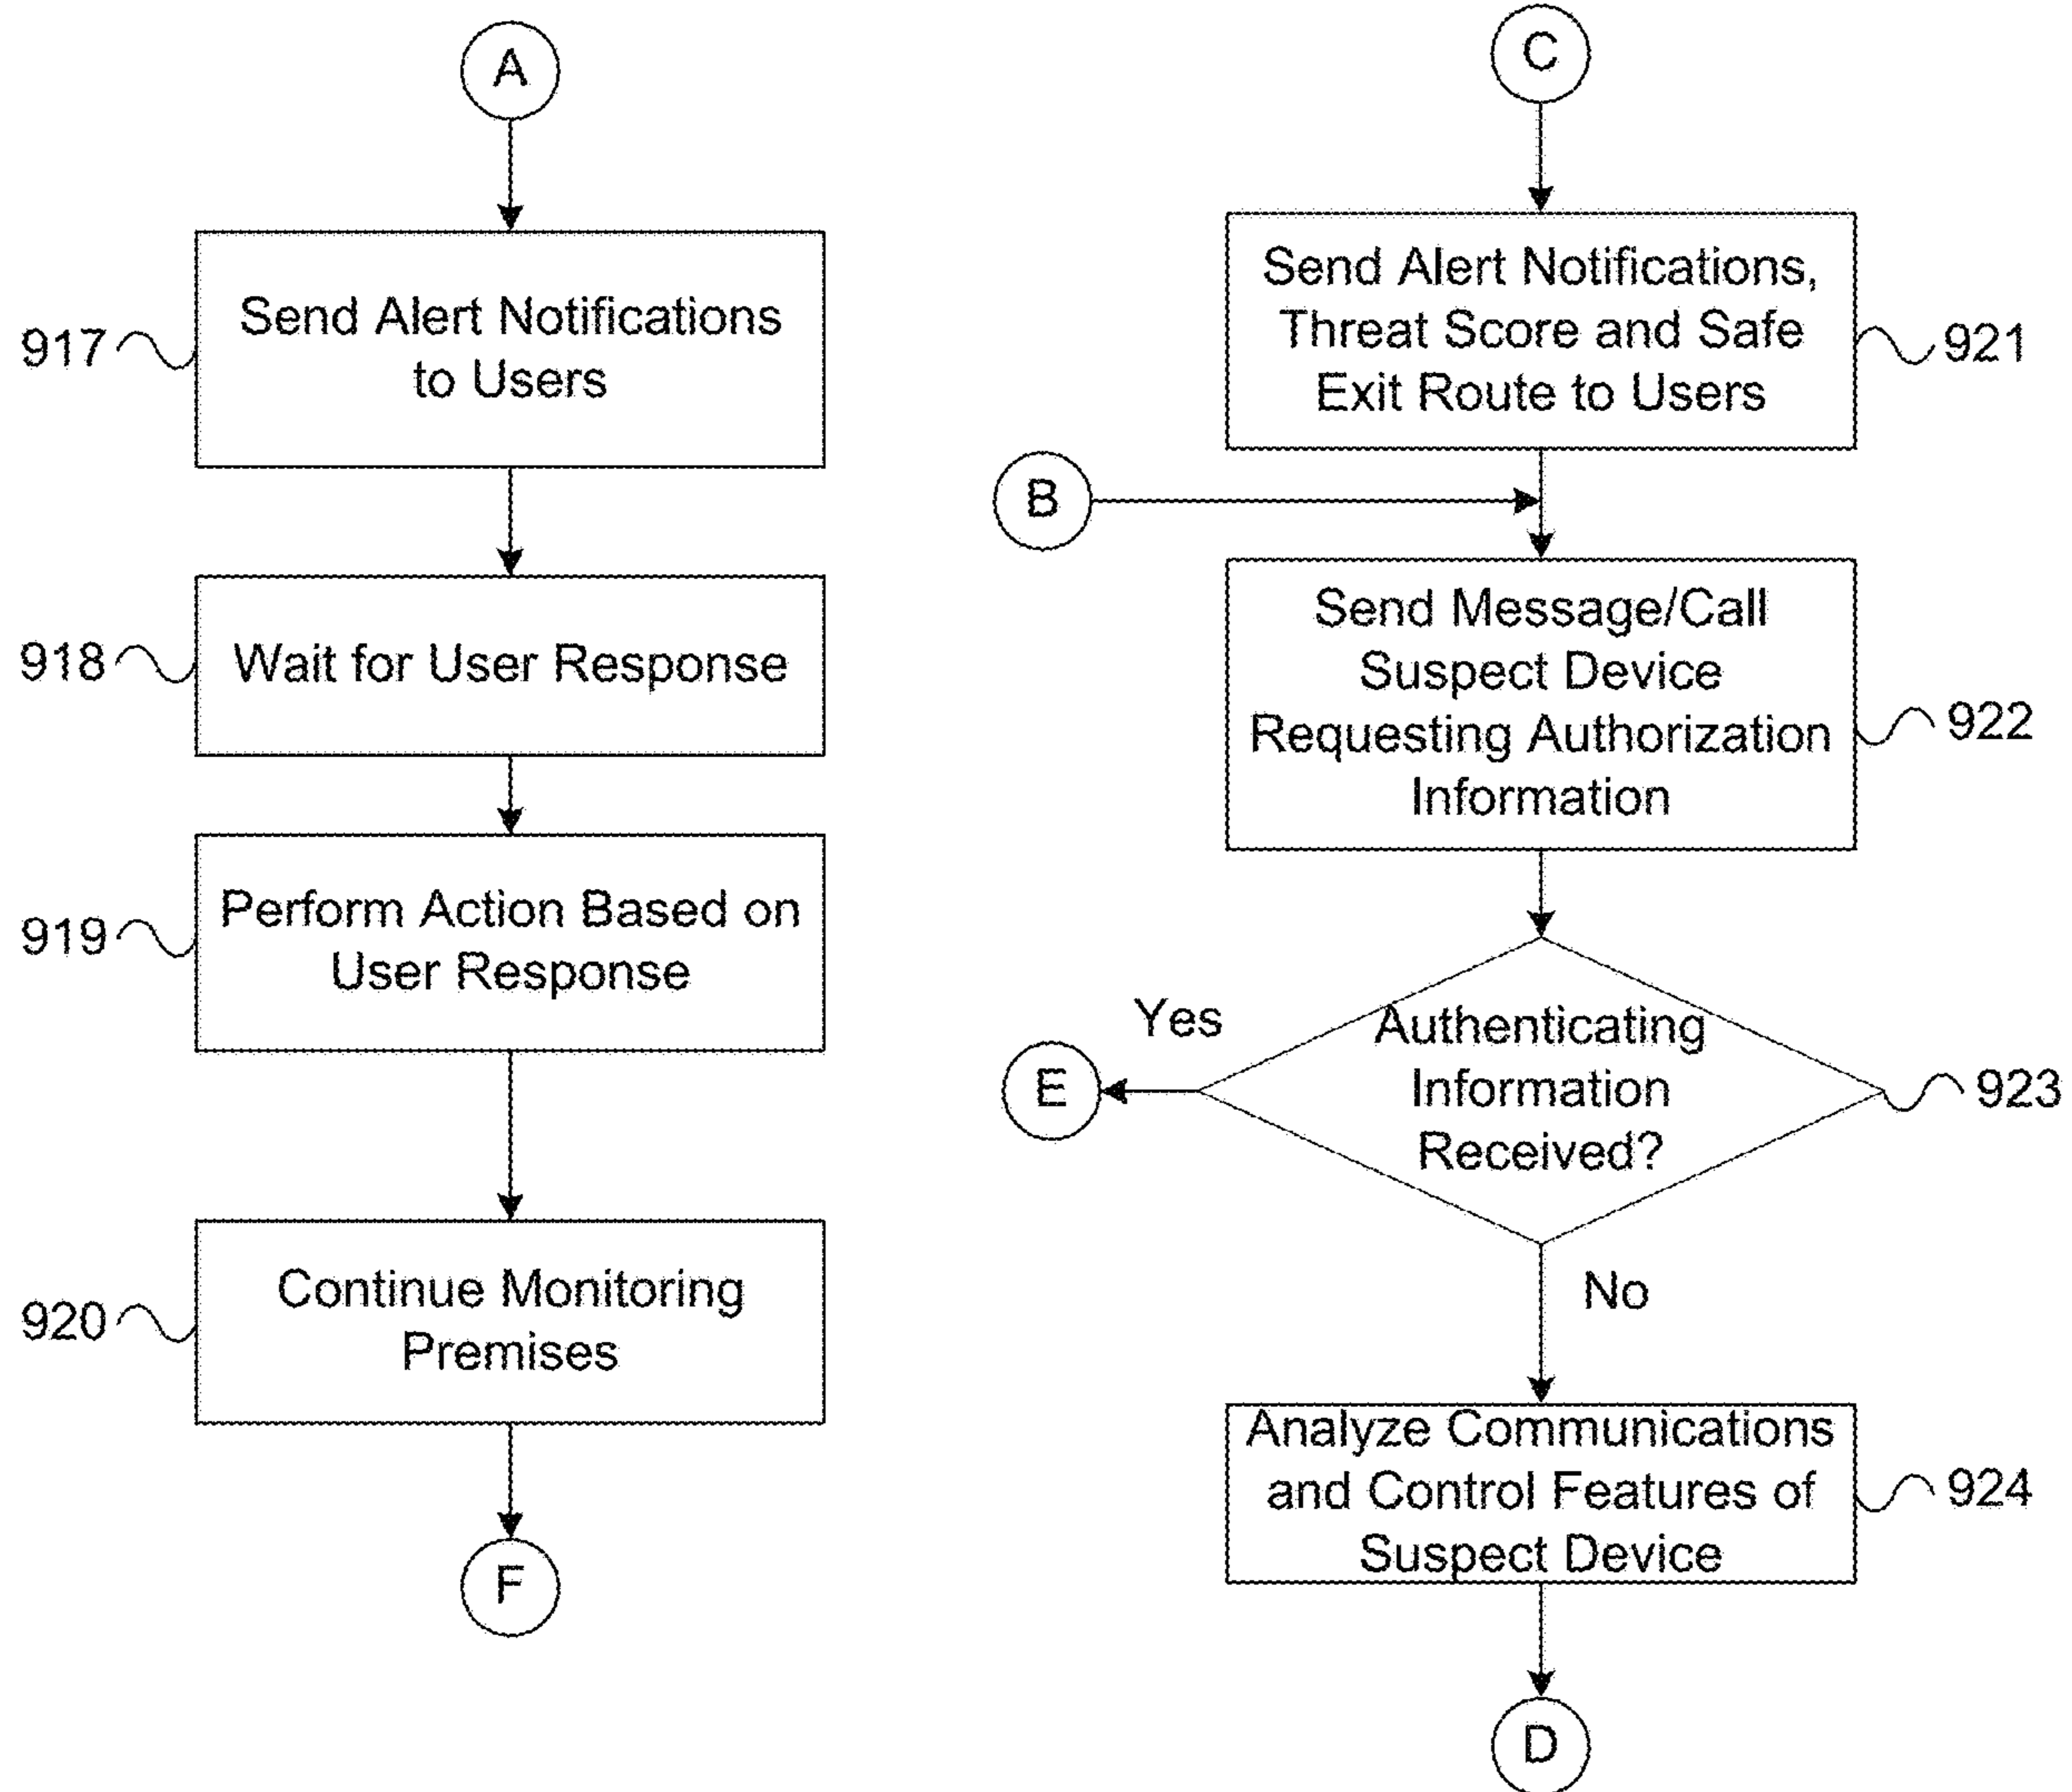 A
Send Alert Notifications
to Users
917
Wait for User Response
918
Perform Action Based on
User Response
919
Continue Monitoring
Premises
920
F
C
Send Alert Notifications,
Threat Score and Safe
Exit Route to Users
921
B
Send Message/Call
Suspect Device
Requesting Authorization
Information
922
Authenticating
Information
Received?
923
Yes
E
No
Analyze Communications
and Control Features of
Suspect Device
924
D